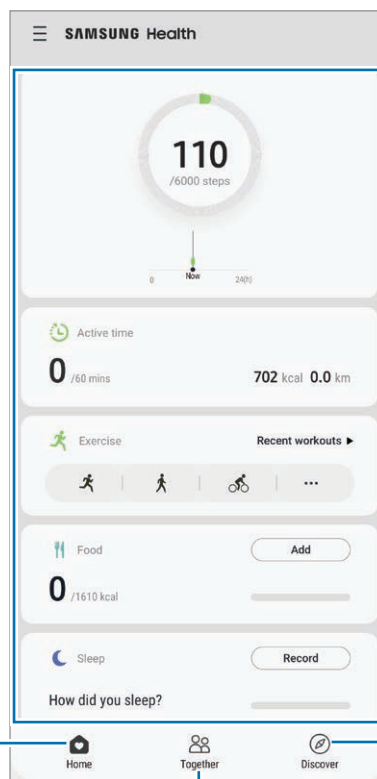 SAMSUNG Health
110
/6000 steps
Now
0 24(h)
Active time
0 /60 mins 702 kcal 0.0 km
Exercise Recent workouts ▶
Food Add
0 /1610 kcal
Sleep Record
How did you sleep?
Home Together Discover